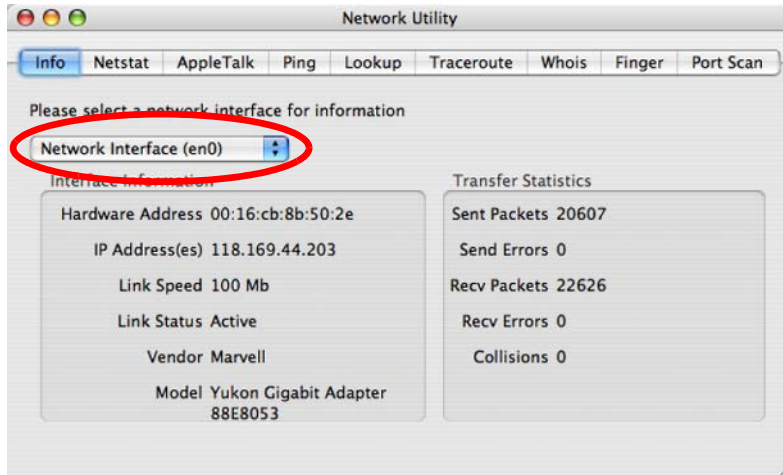 Network Utility
Info Netstat AppleTalk Ping Lookup Traceroute Whois Finger Port Scan
Please select a network interface for information
Network Interface (en0)
Interface Information
Hardware Address 00:16:cb:8b:50:2e
IP Address(es) 118.169.44.203
Link Speed 100 Mb
Link Status Active
Vendor Marvell
Model Yukon Gigabit Adapter
88E8053
Transfer Statistics
Sent Packets 20607
Send Errors 0
Recv Packets 22626
Recv Errors 0
Collisions 0